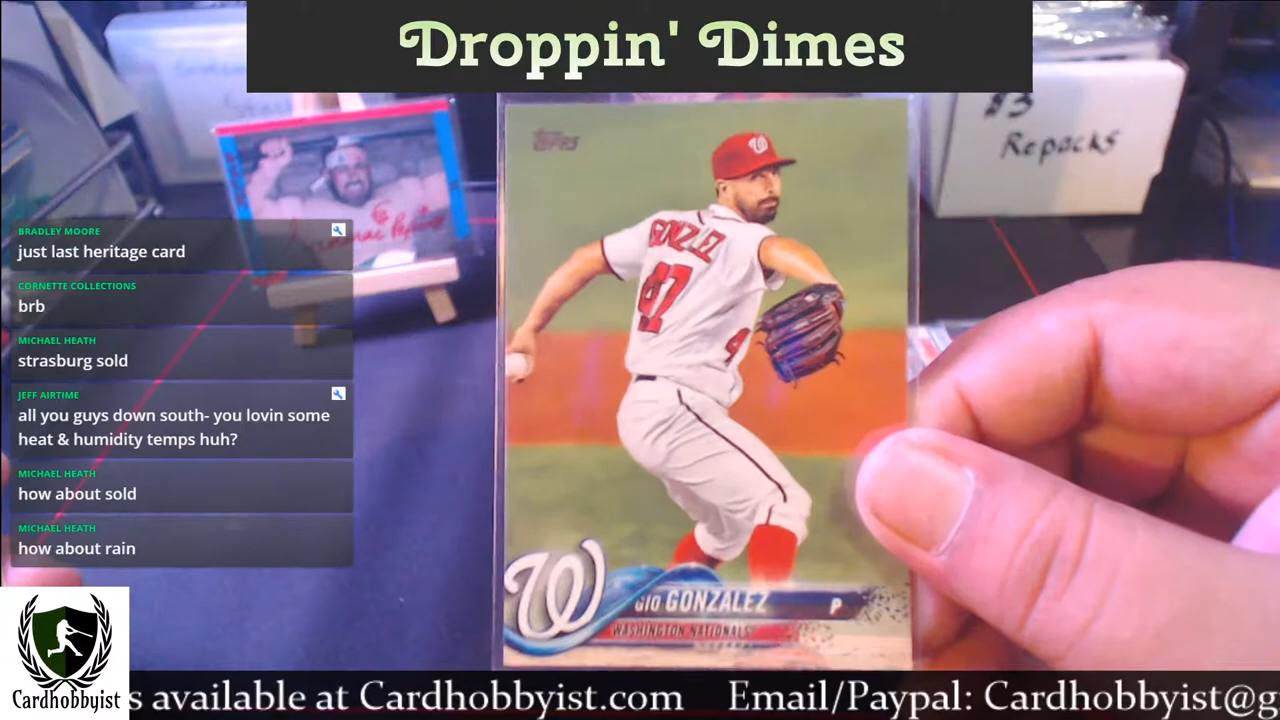 Droppin' Dimes
#3
Repacks
Topps
GONZALEZ
47
BRADLEY MOORE
just last heritage card
CORNETTE COLLECTIONS
brb
MICHAEL HEATH
strasburg sold
JEFF AIRTIME
all you guys down south- you lovin some
heat & humidity temps huh?
MICHAEL HEATH
how about sold
MICHAEL HEATH
how about rain
W
GIO GONZALEZ P
WASHINGTON NATIONALS
Cardhobbyist
s available at Cardhobbyist.com Email/Paypal: Cardhobbyist@g